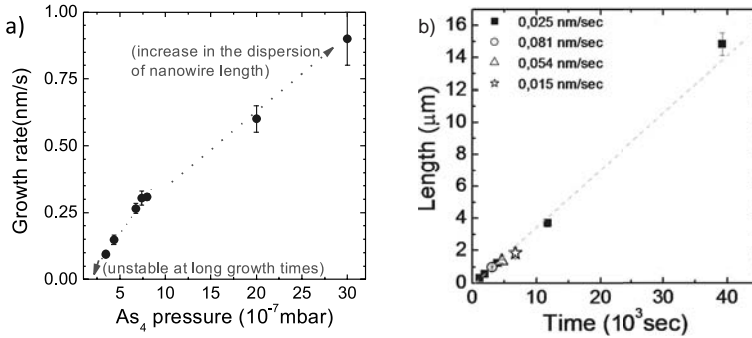 a)
Growth rate(nm/s)
1.00
0.75
0.50
0.25
0.00
(increase in the dispersion
of nanowire length)
(unstable at long growth times)
5 10 15 20 25 30
As4 pressure (10-7mbar)
b)
Length (μm)
16
14
12
10
8
6
4
2
0
0,025 nm/sec
0,081 nm/sec
0,054 nm/sec
0,015 nm/sec
0 10 20 30 40
Time (103sec)